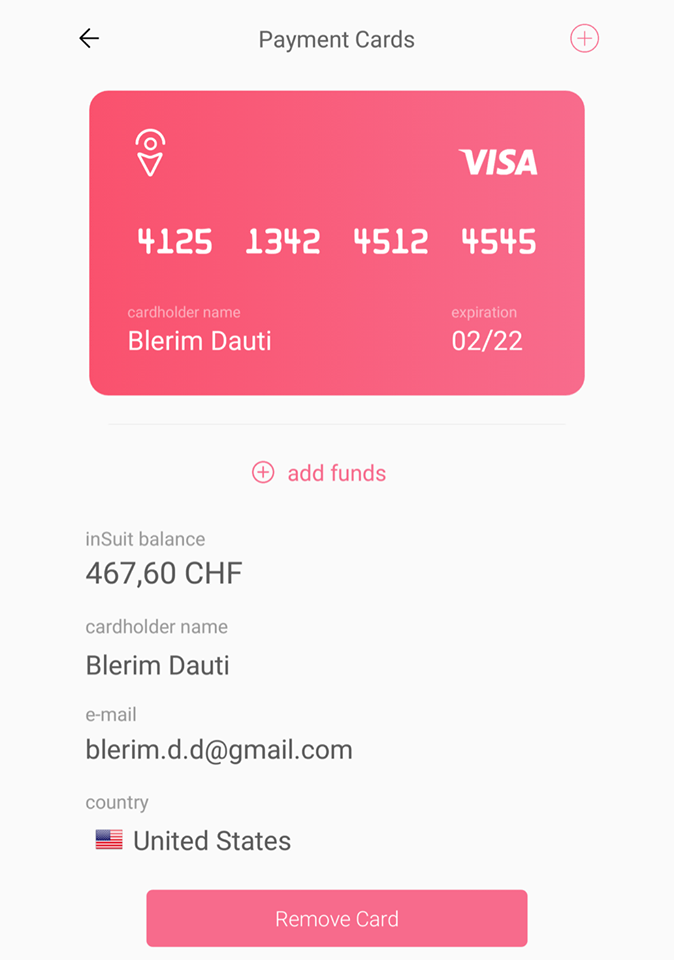 Payment Cards
VISA
4125 1342 4512 4545
cardholder name expiration
Blerim Dauti 02/22
add funds
inSuit balance
467,60 CHF
cardholder name
Blerim Dauti
e-mail
blerim.d.d@gmail.com
country
United States
Remove Card